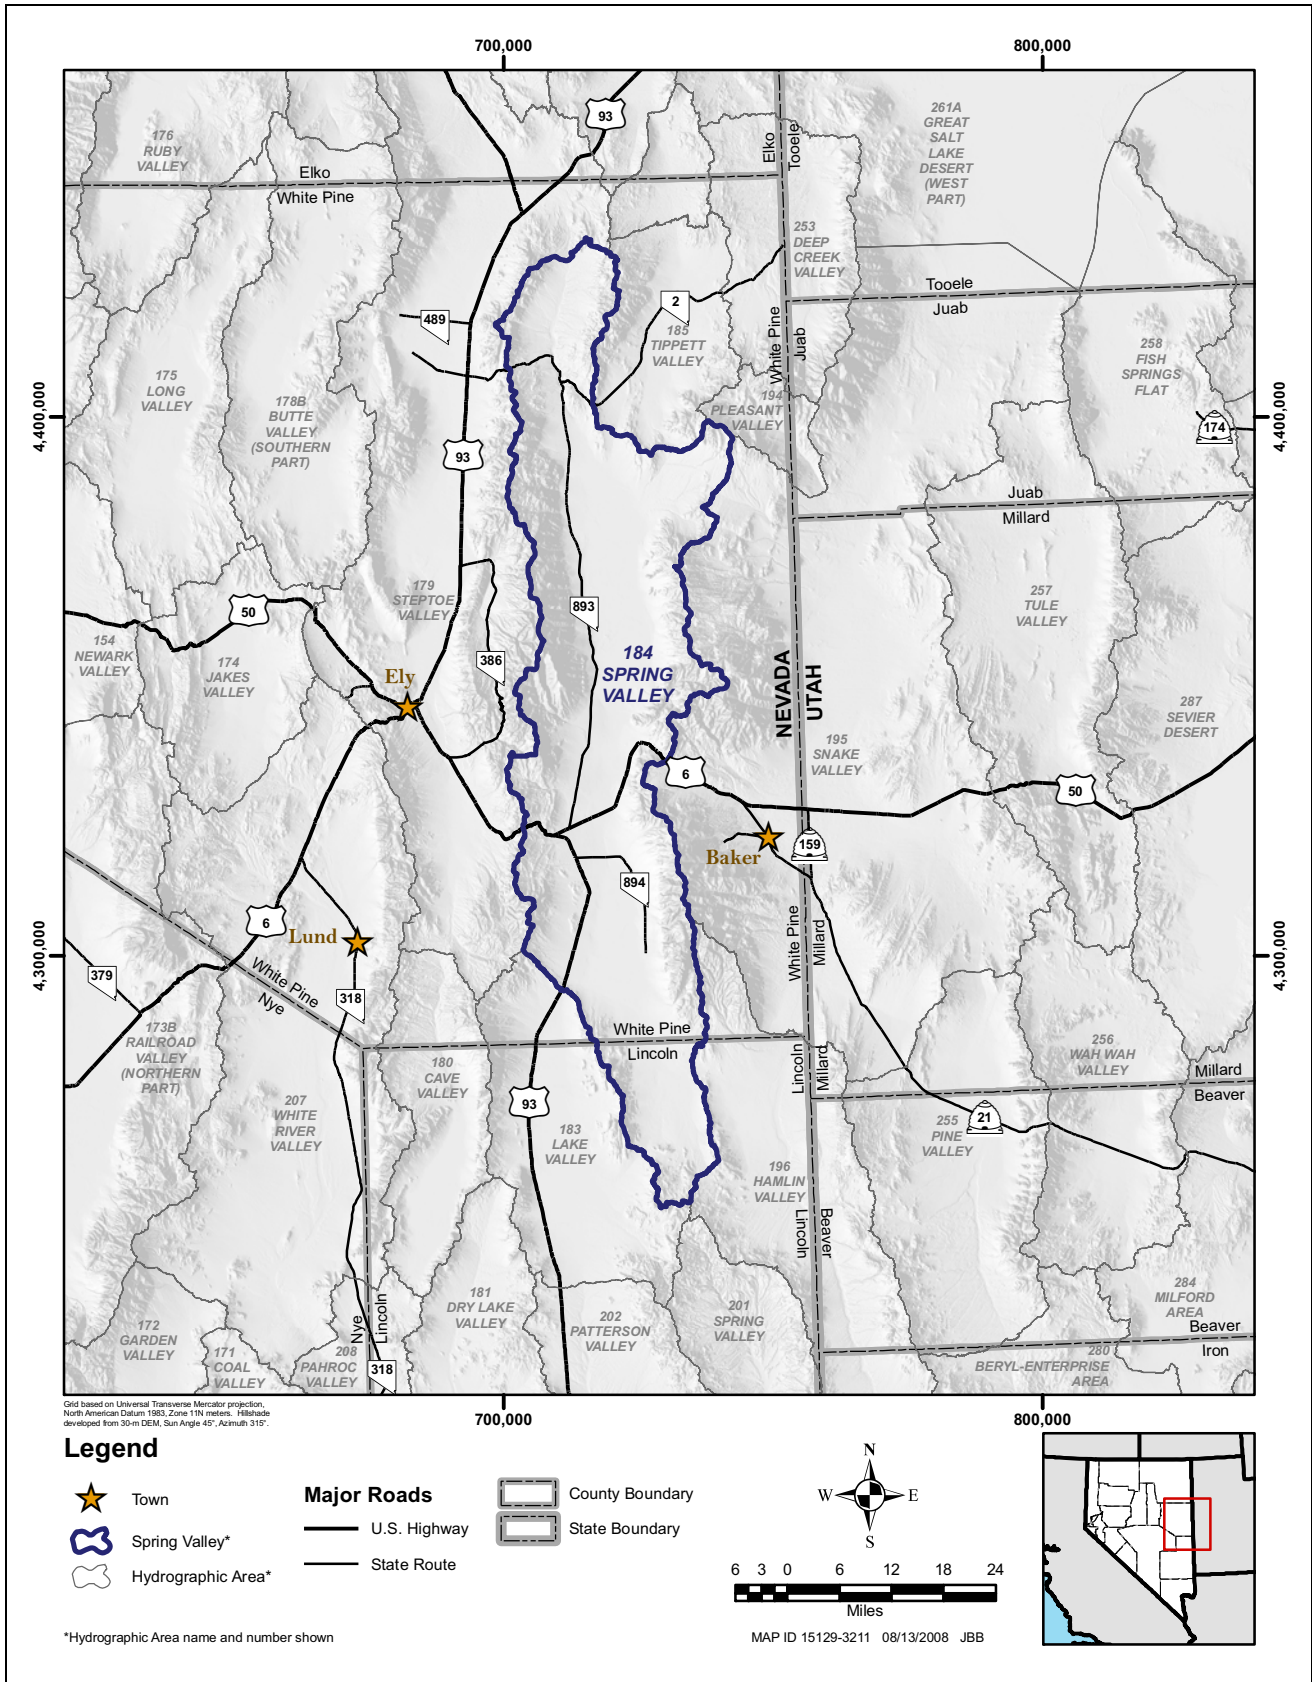 700,000
800,000
93
261A
GREAT
SALT
LAKE
DESERT
(WEST
PART)
176
RUBY
VALLEY
Elko
Tooele
Elko
White Pine
253
DEEP
CREEK
VALLEY
Tooele
Juab
2
489
185
TIPPETT
VALLEY
White Pine
Juab
258
FISH
SPRINGS
FLAT
175
LONG
VALLEY
178B
BUTTE
VALLEY
(SOUTHERN
PART)
194
PLEASANT
VALLEY
4,400,000
4,400,000
174
93
Juab
Millard
179
STEPTOE
VALLEY
50
893
257
TULE
VALLEY
154
NEWARK
VALLEY
174
JAKES
VALLEY
386
184
SPRING
VALLEY
NEVADA
UTAH
Ely
287
SEVIER
DESERT
195
SNAKE
VALLEY
6
50
Baker
159
894
6
Lund
White Pine
Millard
4,300,000
4,300,000
379
White Pine
Nye
318
173B
RAILROAD
VALLEY
(NORTHERN
PART)
White Pine
Lincoln
Lincoln
Millard
180
CAVE
VALLEY
256
WAH WAH
VALLEY
Millard
Beaver
207
WHITE
RIVER
VALLEY
93
183
LAKE
VALLEY
21
255
PINE
VALLEY
196
HAMLIN
VALLEY
Lincoln
Beaver
181
DRY LAKE
VALLEY
202
PATTERSON
VALLEY
201
SPRING
VALLEY
284
MILFORD
AREA
Beaver
Iron
172
GARDEN
VALLEY
171
COAL
VALLEY
208
PAHROC
VALLEY
Nye
Lincoln
318
280
BERYL-ENTERPRISE
AREA
Grid based on Universal Transverse Mercator projection,
North American Datum 1983, Zone 11N meters. Hillshade
developed from 30-m DEM, Sun Angle 45°, Azimuth 315°.
700,000
800,000
Legend
Town
Spring Valley*
Hydrographic Area*
Major Roads
U.S. Highway
State Route
County Boundary
State Boundary
N
W
E
S
6 3 0 6 12 18 24
Miles
*Hydrographic Area name and number shown
MAP ID 15129-3211 08/13/2008 JBB